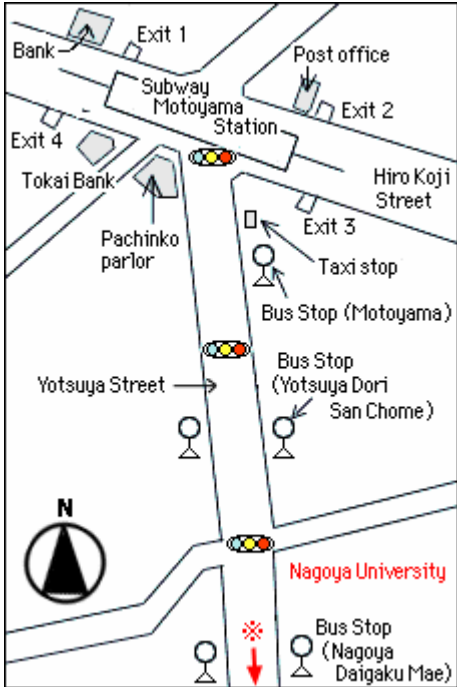 Exit 1
Bank
Post office
Subway
Motoyama
Station
Exit 2
Exit 4
Tokai Bank
Hiro Koji
Street
Exit 3
Pachinko
parlor
Taxi stop
Bus Stop (Motoyama)
Bus Stop
(Yotsuya Dori
San Chome)
Yotsuya Street
N
Nagoya University
※
Bus Stop
(Nagoya
Daigaku Mae)